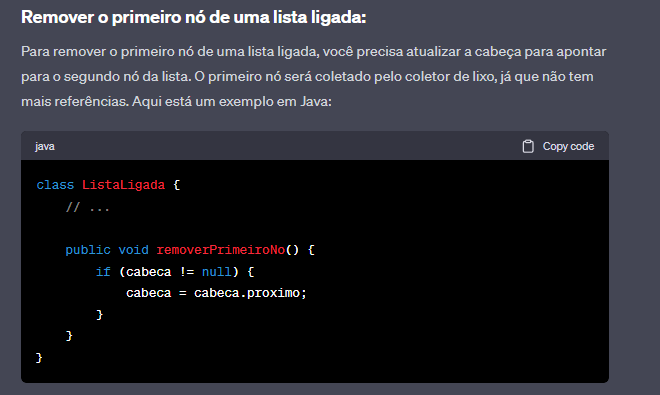 Remover o primeiro nó de uma lista ligada:
Para remover o primeiro nó de uma lista ligada, você precisa atualizar a cabeça para apontar
para o segundo nó da lista. O primeiro nó será coletado pelo coletor de lixo, já que não tem
mais referências. Aqui está um exemplo em Java:
java Copy code
class ListaLigada {
    // ...
    public void removerPrimeiroNo() {
        if (cabeca != null) {
            cabeca = cabeca.proximo;
        }
    }
}